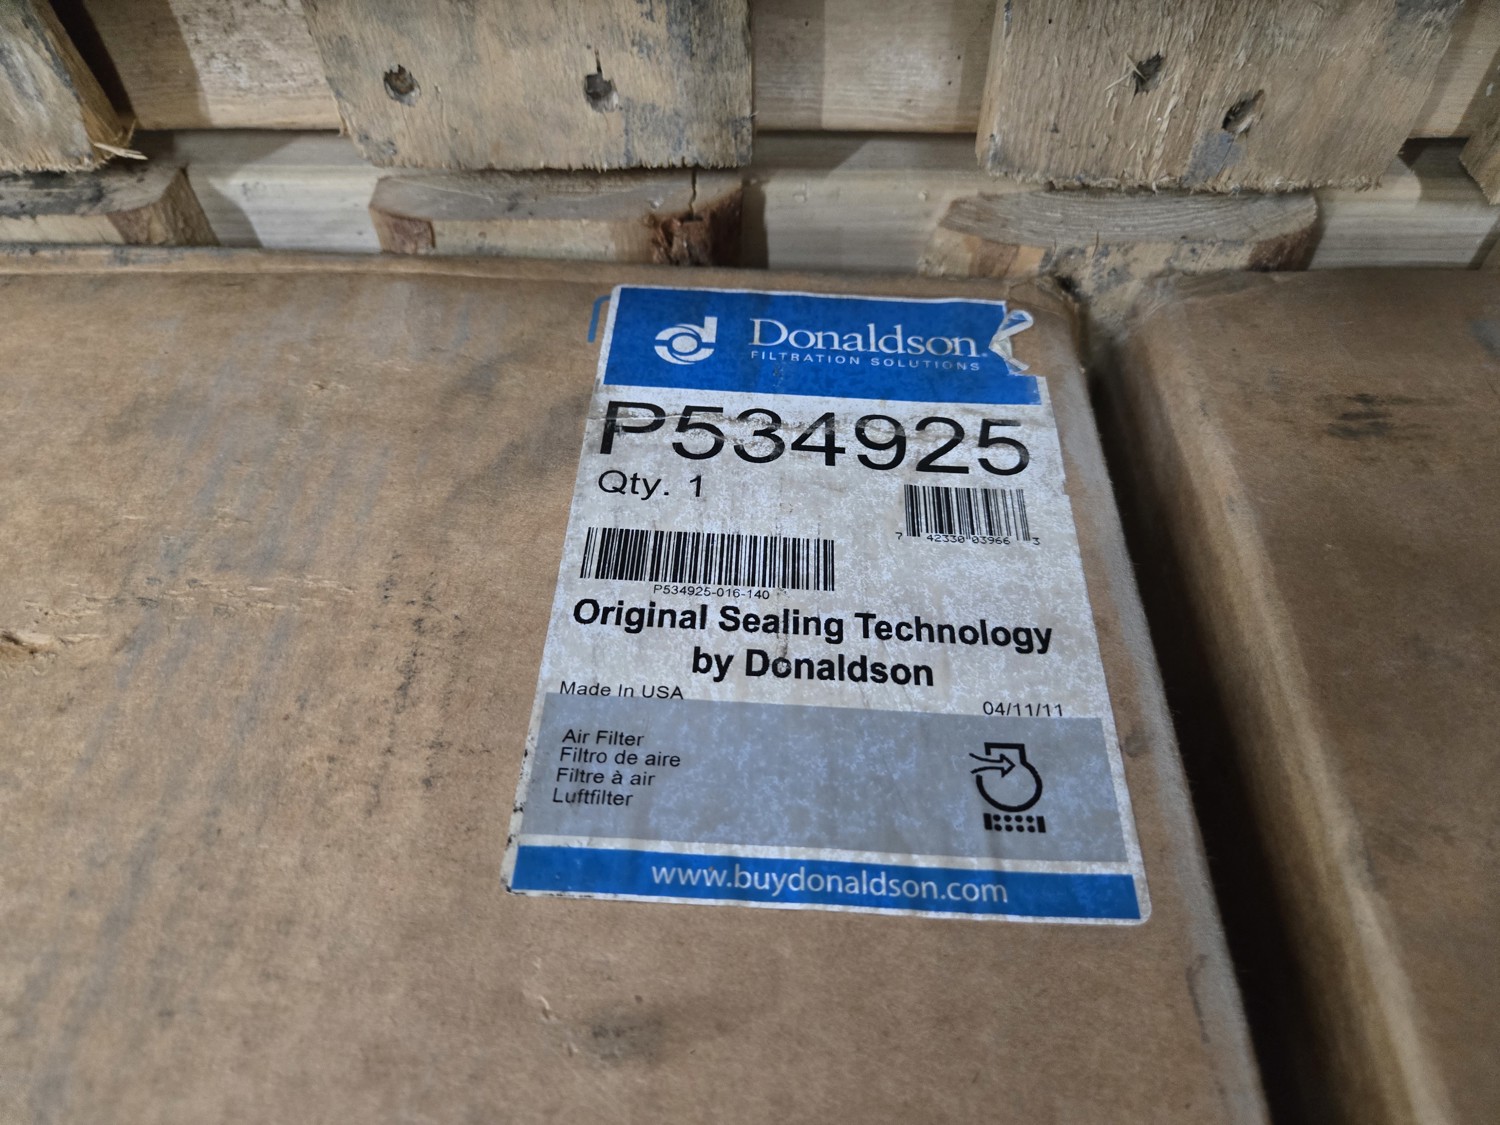 Donaldson®
FILTRATION SOLUTIONS
P534925
Qty. 1
7 42330 03966 3
P534925-016-140
Original Sealing Technology
by Donaldson
Made In USA
04/11/11
Air Filter
Filtro de aire
Filtre à air
Luftfilter
www.buydonaldson.com